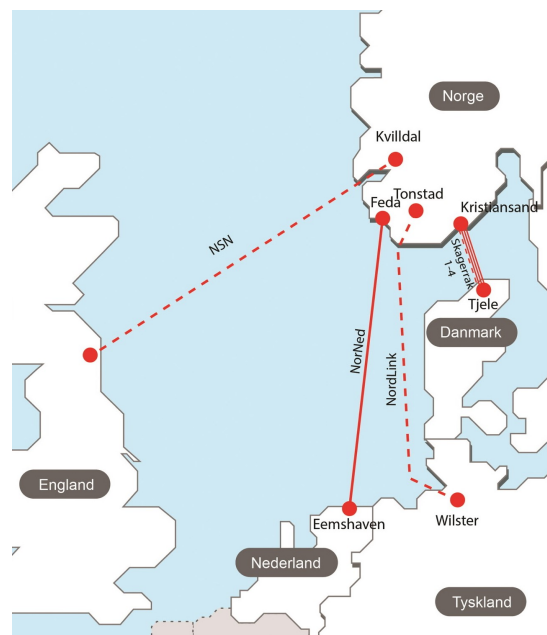 Norge
Kvilldal
Tonstad
Feda
Kristiansand
NSN
Skagerrak
1-4
Tjele
Danmark
NorNed
NordLink
England
Eemshaven
Wilster
Nederland
Tyskland